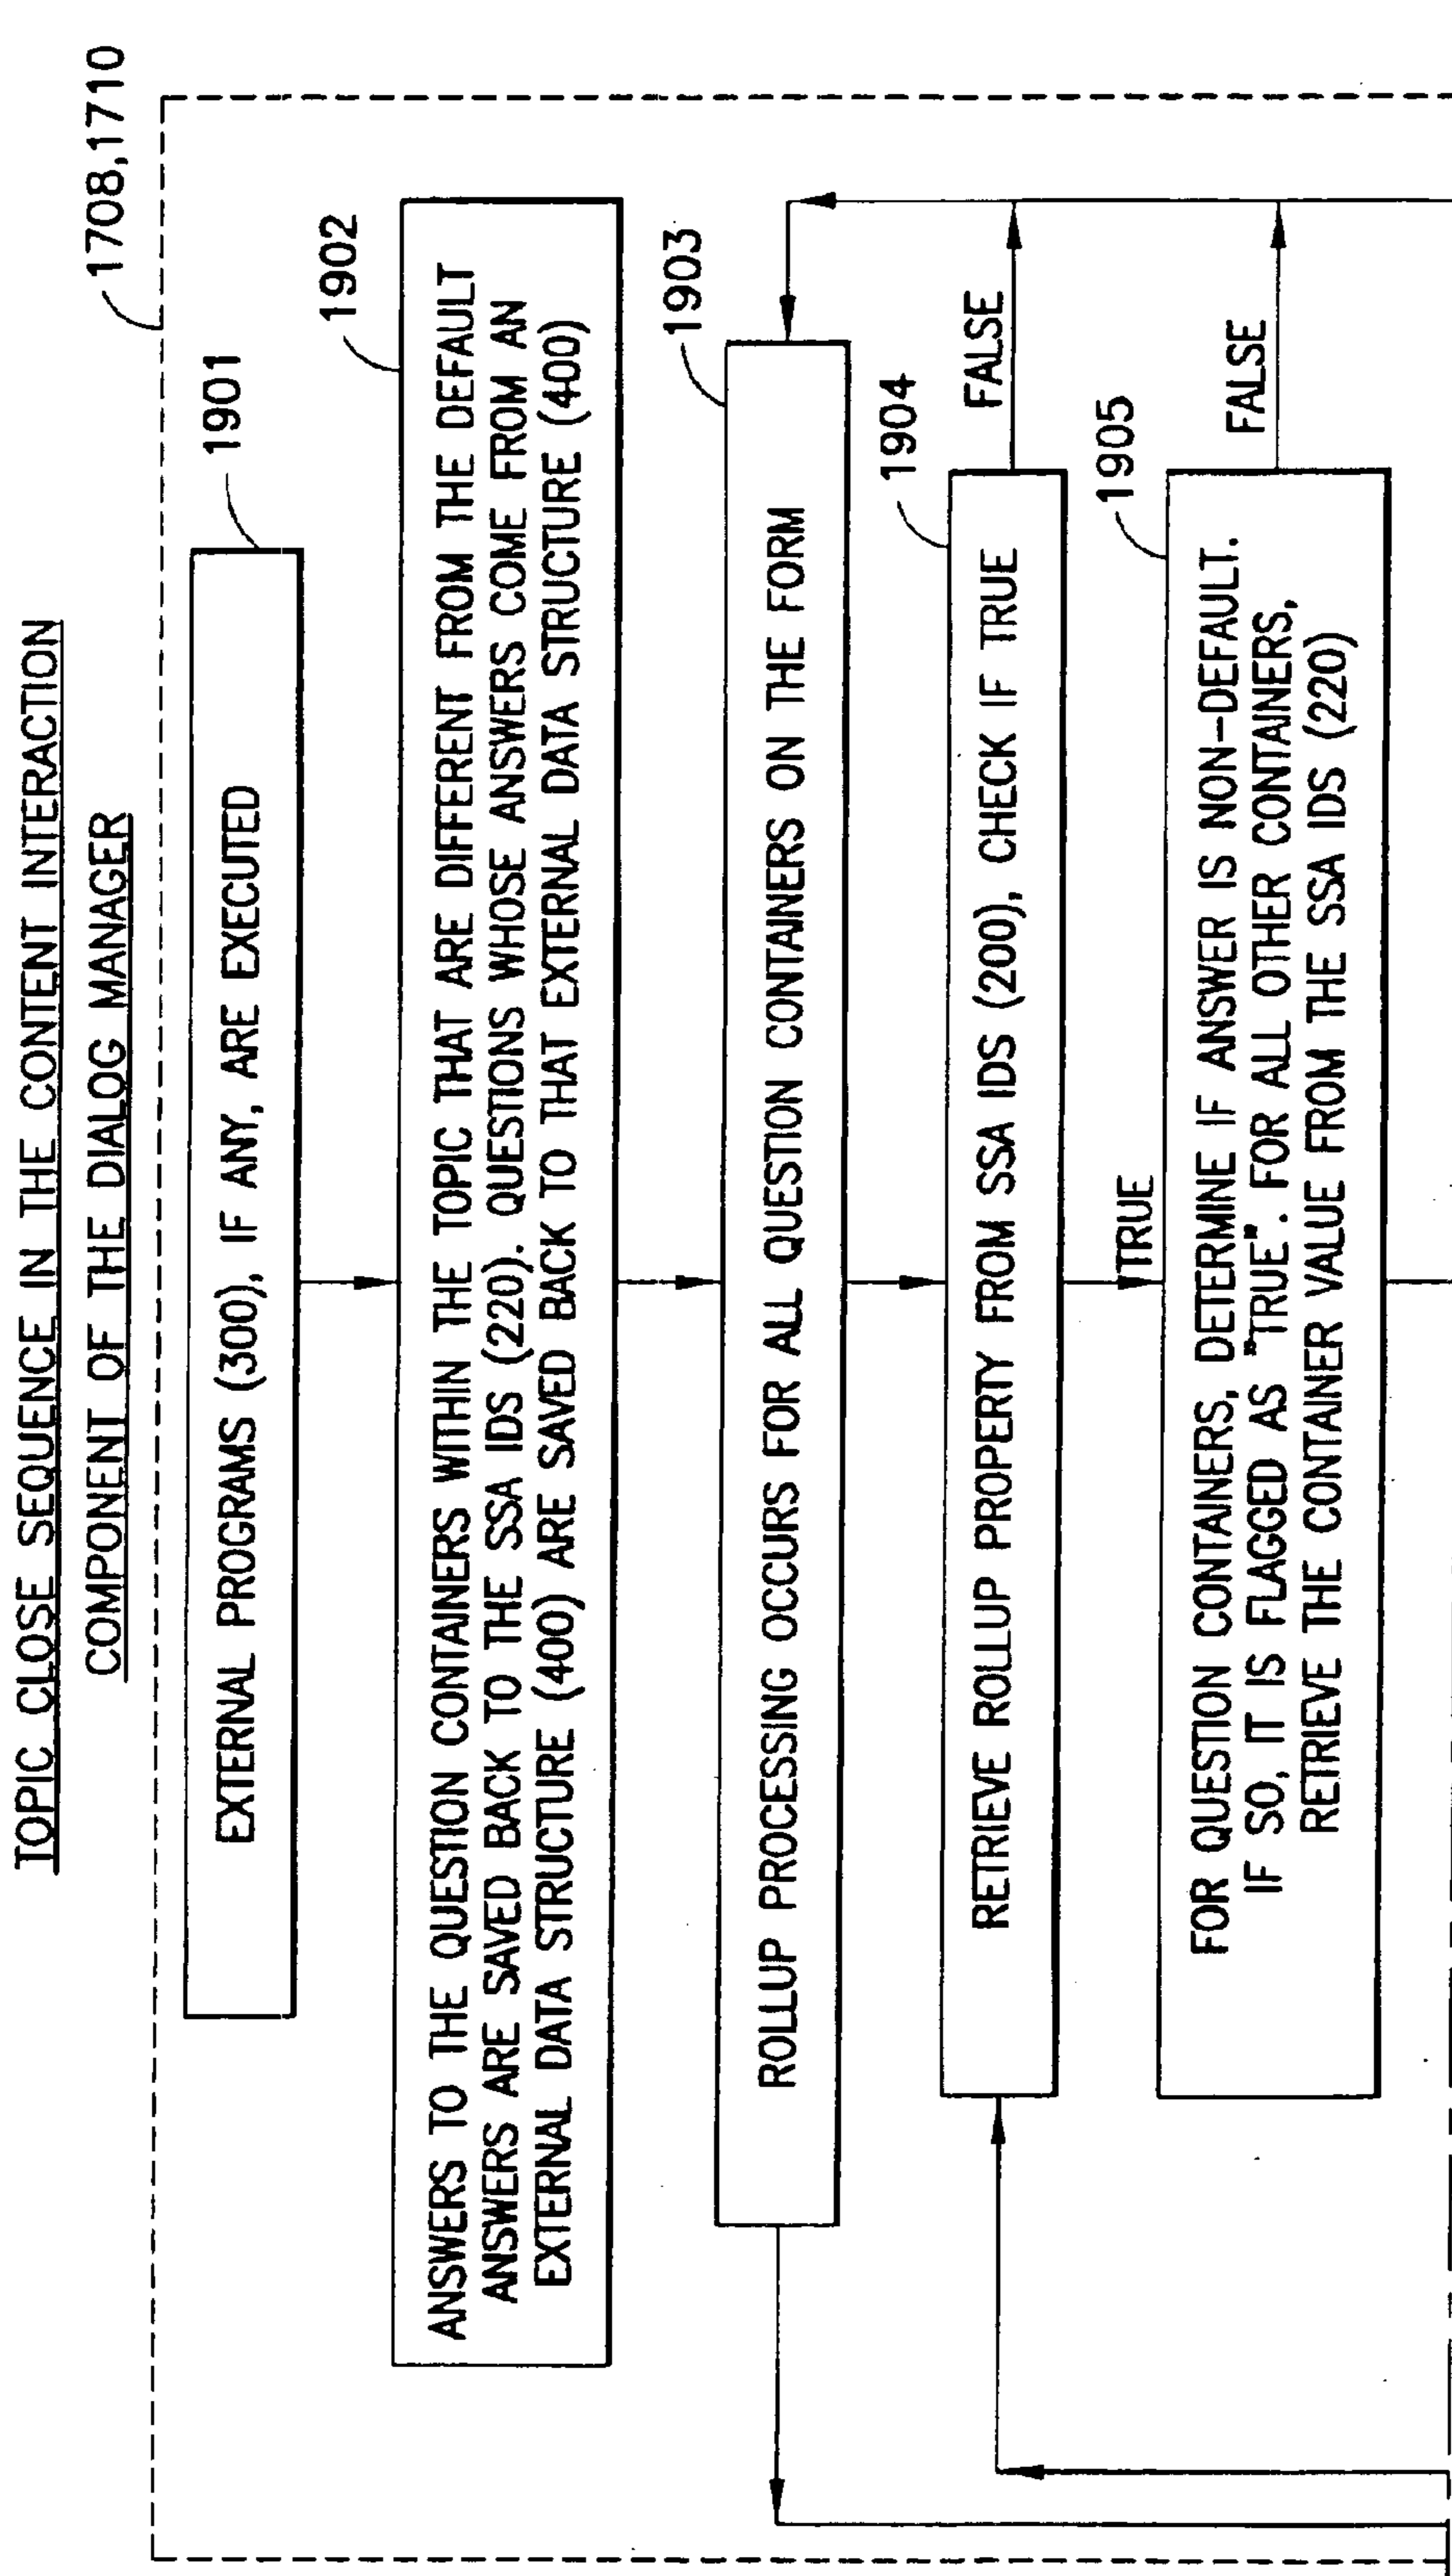 TOPIC CLOSE SEQUENCE IN THE CONTENT INTERACTION
COMPONENT OF THE DIALOG MANAGER
1708,1710
1901
EXTERNAL PROGRAMS (300), IF ANY, ARE EXECUTED
1902
ANSWERS TO THE QUESTION CONTAINERS WITHIN THE TOPIC THAT ARE DIFFERENT FROM THE DEFAULT
ANSWERS ARE SAVED BACK TO THE SSA IDS (220). QUESTIONS WHOSE ANSWERS COME FROM AN
EXTERNAL DATA STRUCTURE (400) ARE SAVED BACK TO THAT EXTERNAL DATA STRUCTURE (400)
1903
ROLLUP PROCESSING OCCURS FOR ALL QUESTION CONTAINERS ON THE FORM
1904
RETRIEVE ROLLUP PROPERTY FROM SSA IDS (200), CHECK IF TRUE
FALSE
TRUE
1905
FOR QUESTION CONTAINERS, DETERMINE IF ANSWER IS NON-DEFAULT.
IF SO, IT IS FLAGGED AS "TRUE". FOR ALL OTHER CONTAINERS,
RETRIEVE THE CONTAINER VALUE FROM THE SSA IDS (220)
FALSE